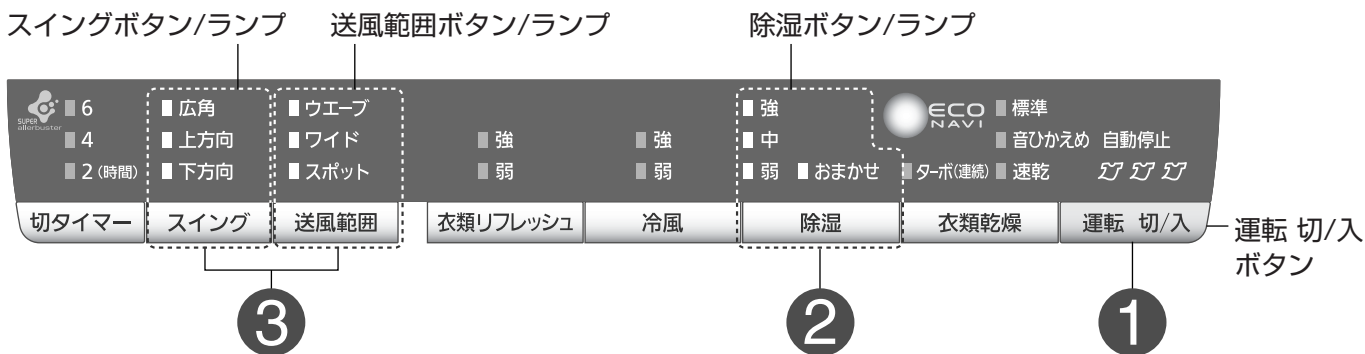 スイングボタン/ランプ 送風範囲ボタン/ランプ 除湿ボタン/ランプ
SUPER allerbuster
6 広角 ウエーブ 強 ECO NAVI 標準
4 上方向 ワイド 強 強 中 音ひかえめ 自動停止
2(時間) 下方向 スポット 弱 弱 弱 おまかせ ターボ(連続) 速乾
切タイマー スイング 送風範囲 衣類リフレッシュ 冷風 除湿 衣類乾燥 運転 切/入
運転 切/入
ボタン
3 2 1